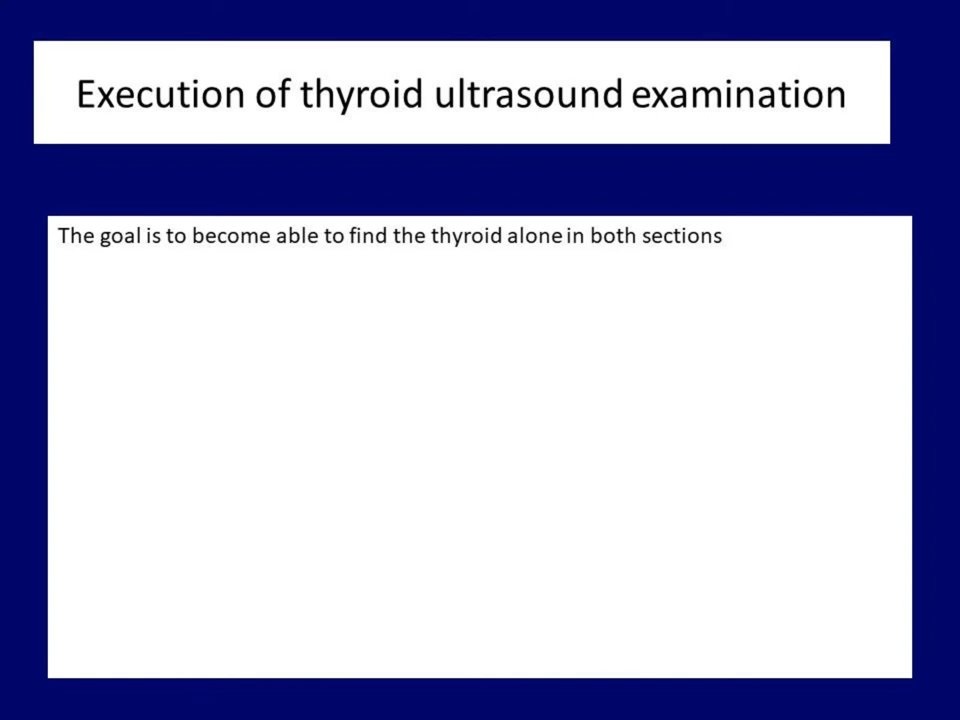 Execution of thyroid ultrasound examination
The goal is to become able to find the thyroid alone in both sections